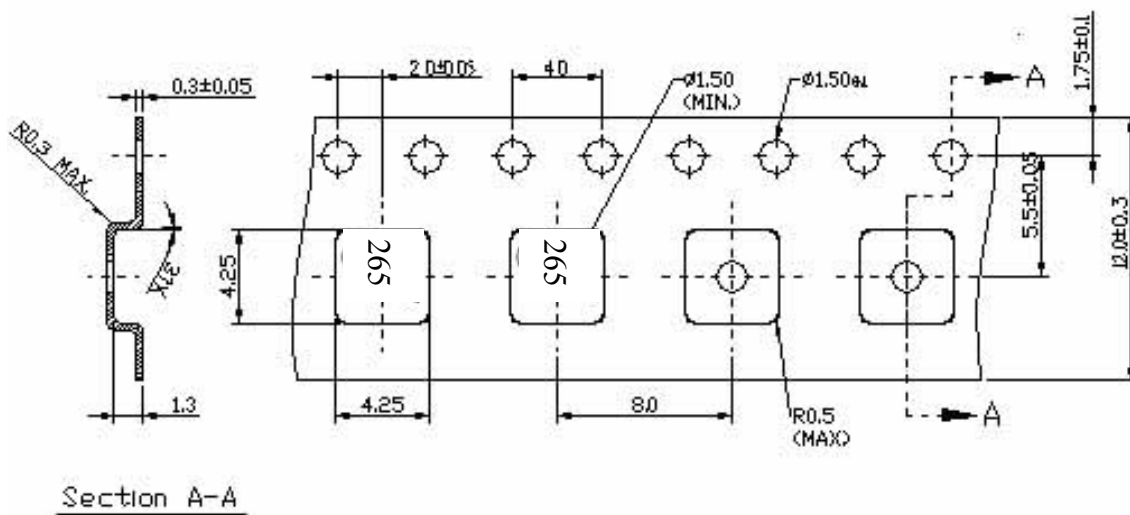 2.0±0.05
4.0
Ø1.50
(MIN.)
Ø1.50
A
1.75±0.1
0.3±0.05
R0.3 MAX.
5.5±0.05
12.0±0.3
265
265
4.25
1.3
4.25
8.0
R0.5
(MAX)
A
Section A-A